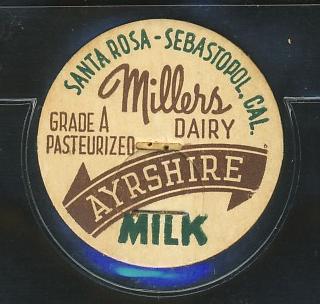 SANTA ROSA - SEBASTOPOL, CAL.
Millers
GRADE A DAIRY
PASTEURIZED
AYRSHIRE
MILK